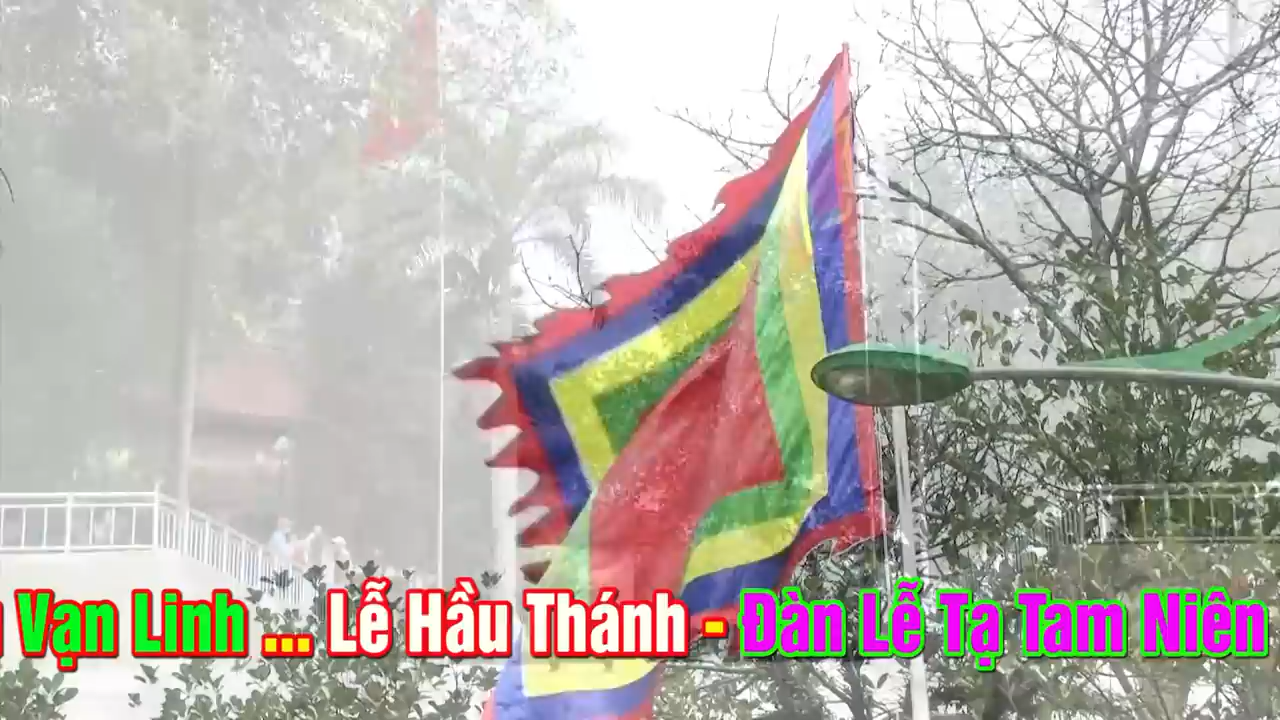 Vạn Linh ... Lễ Hầu Thánh - Đàn Lễ Tạ Tam Niên